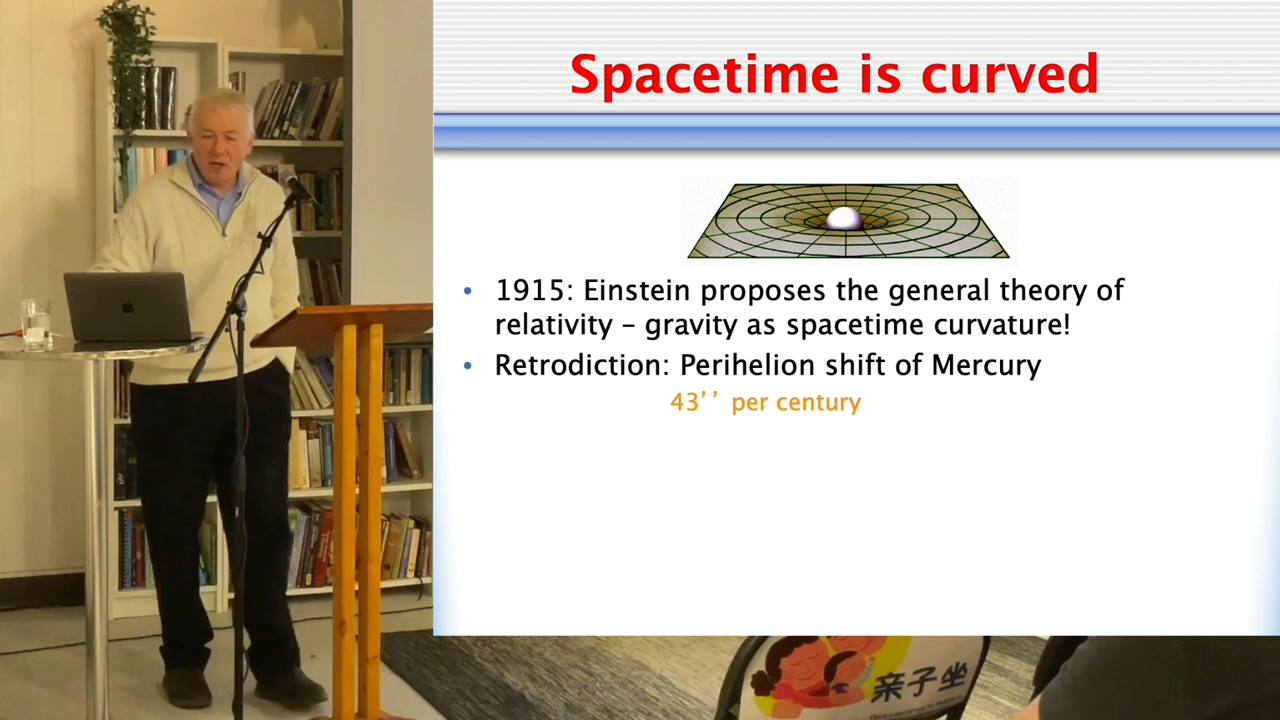 Spacetime is curved
• 1915: Einstein proposes the general theory of
relativity – gravity as spacetime curvature!
• Retrodiction: Perihelion shift of Mercury
43’’ per century
亲子坐